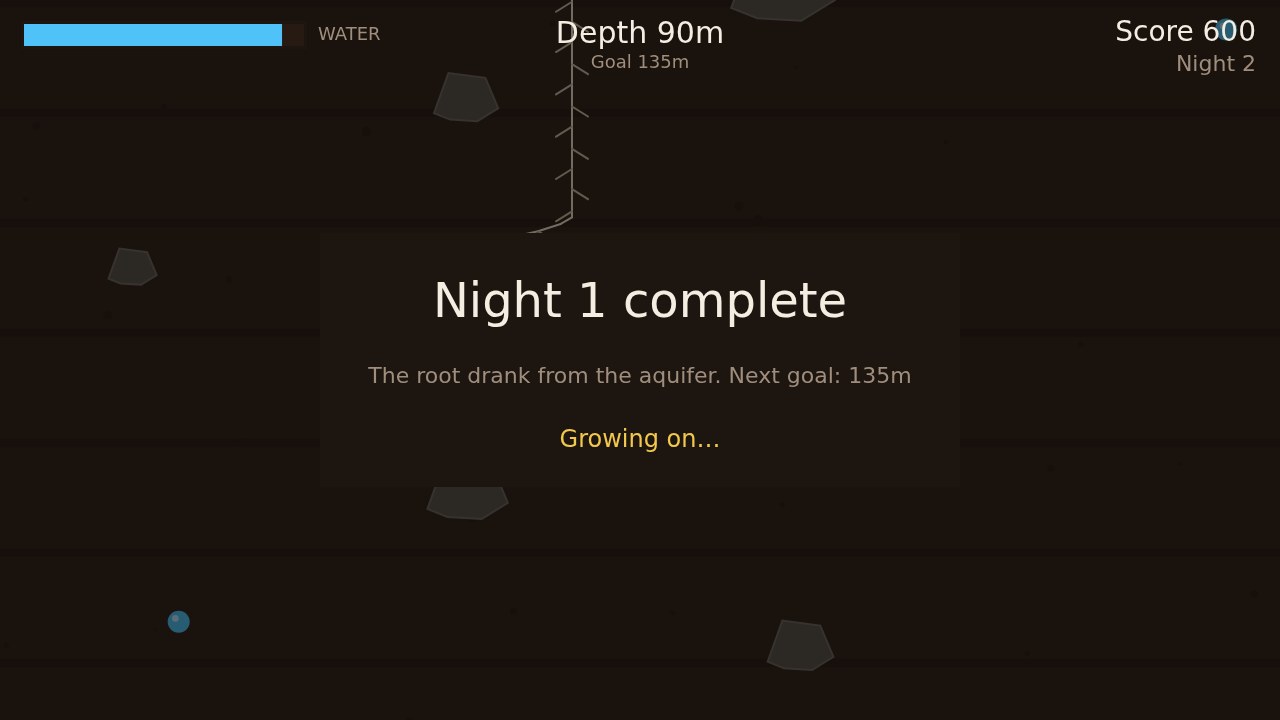 WATER
Depth 90m
Goal 135m
Score 600
Night 2
Night 1 complete
The root drank from the aquifer. Next goal: 135m
Growing on...